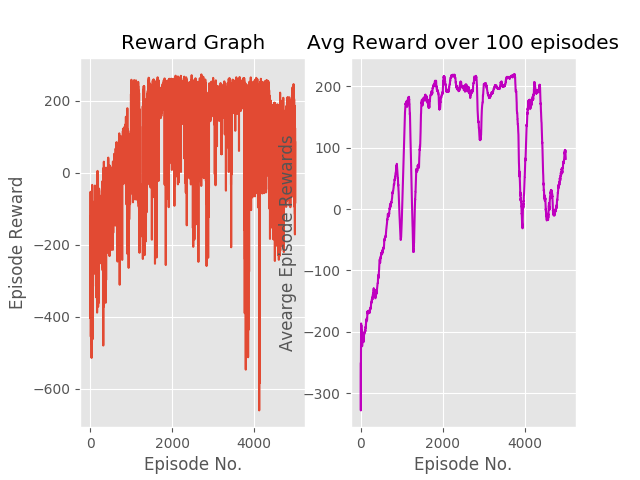 Reward Graph
Avg Reward over 100 episodes
Episode Reward
200
0
−200
−400
−600
0
2000
4000
Episode No.
Avearge Episode Rewards
200
100
0
−100
−200
−300
0
2000
4000
Episode No.